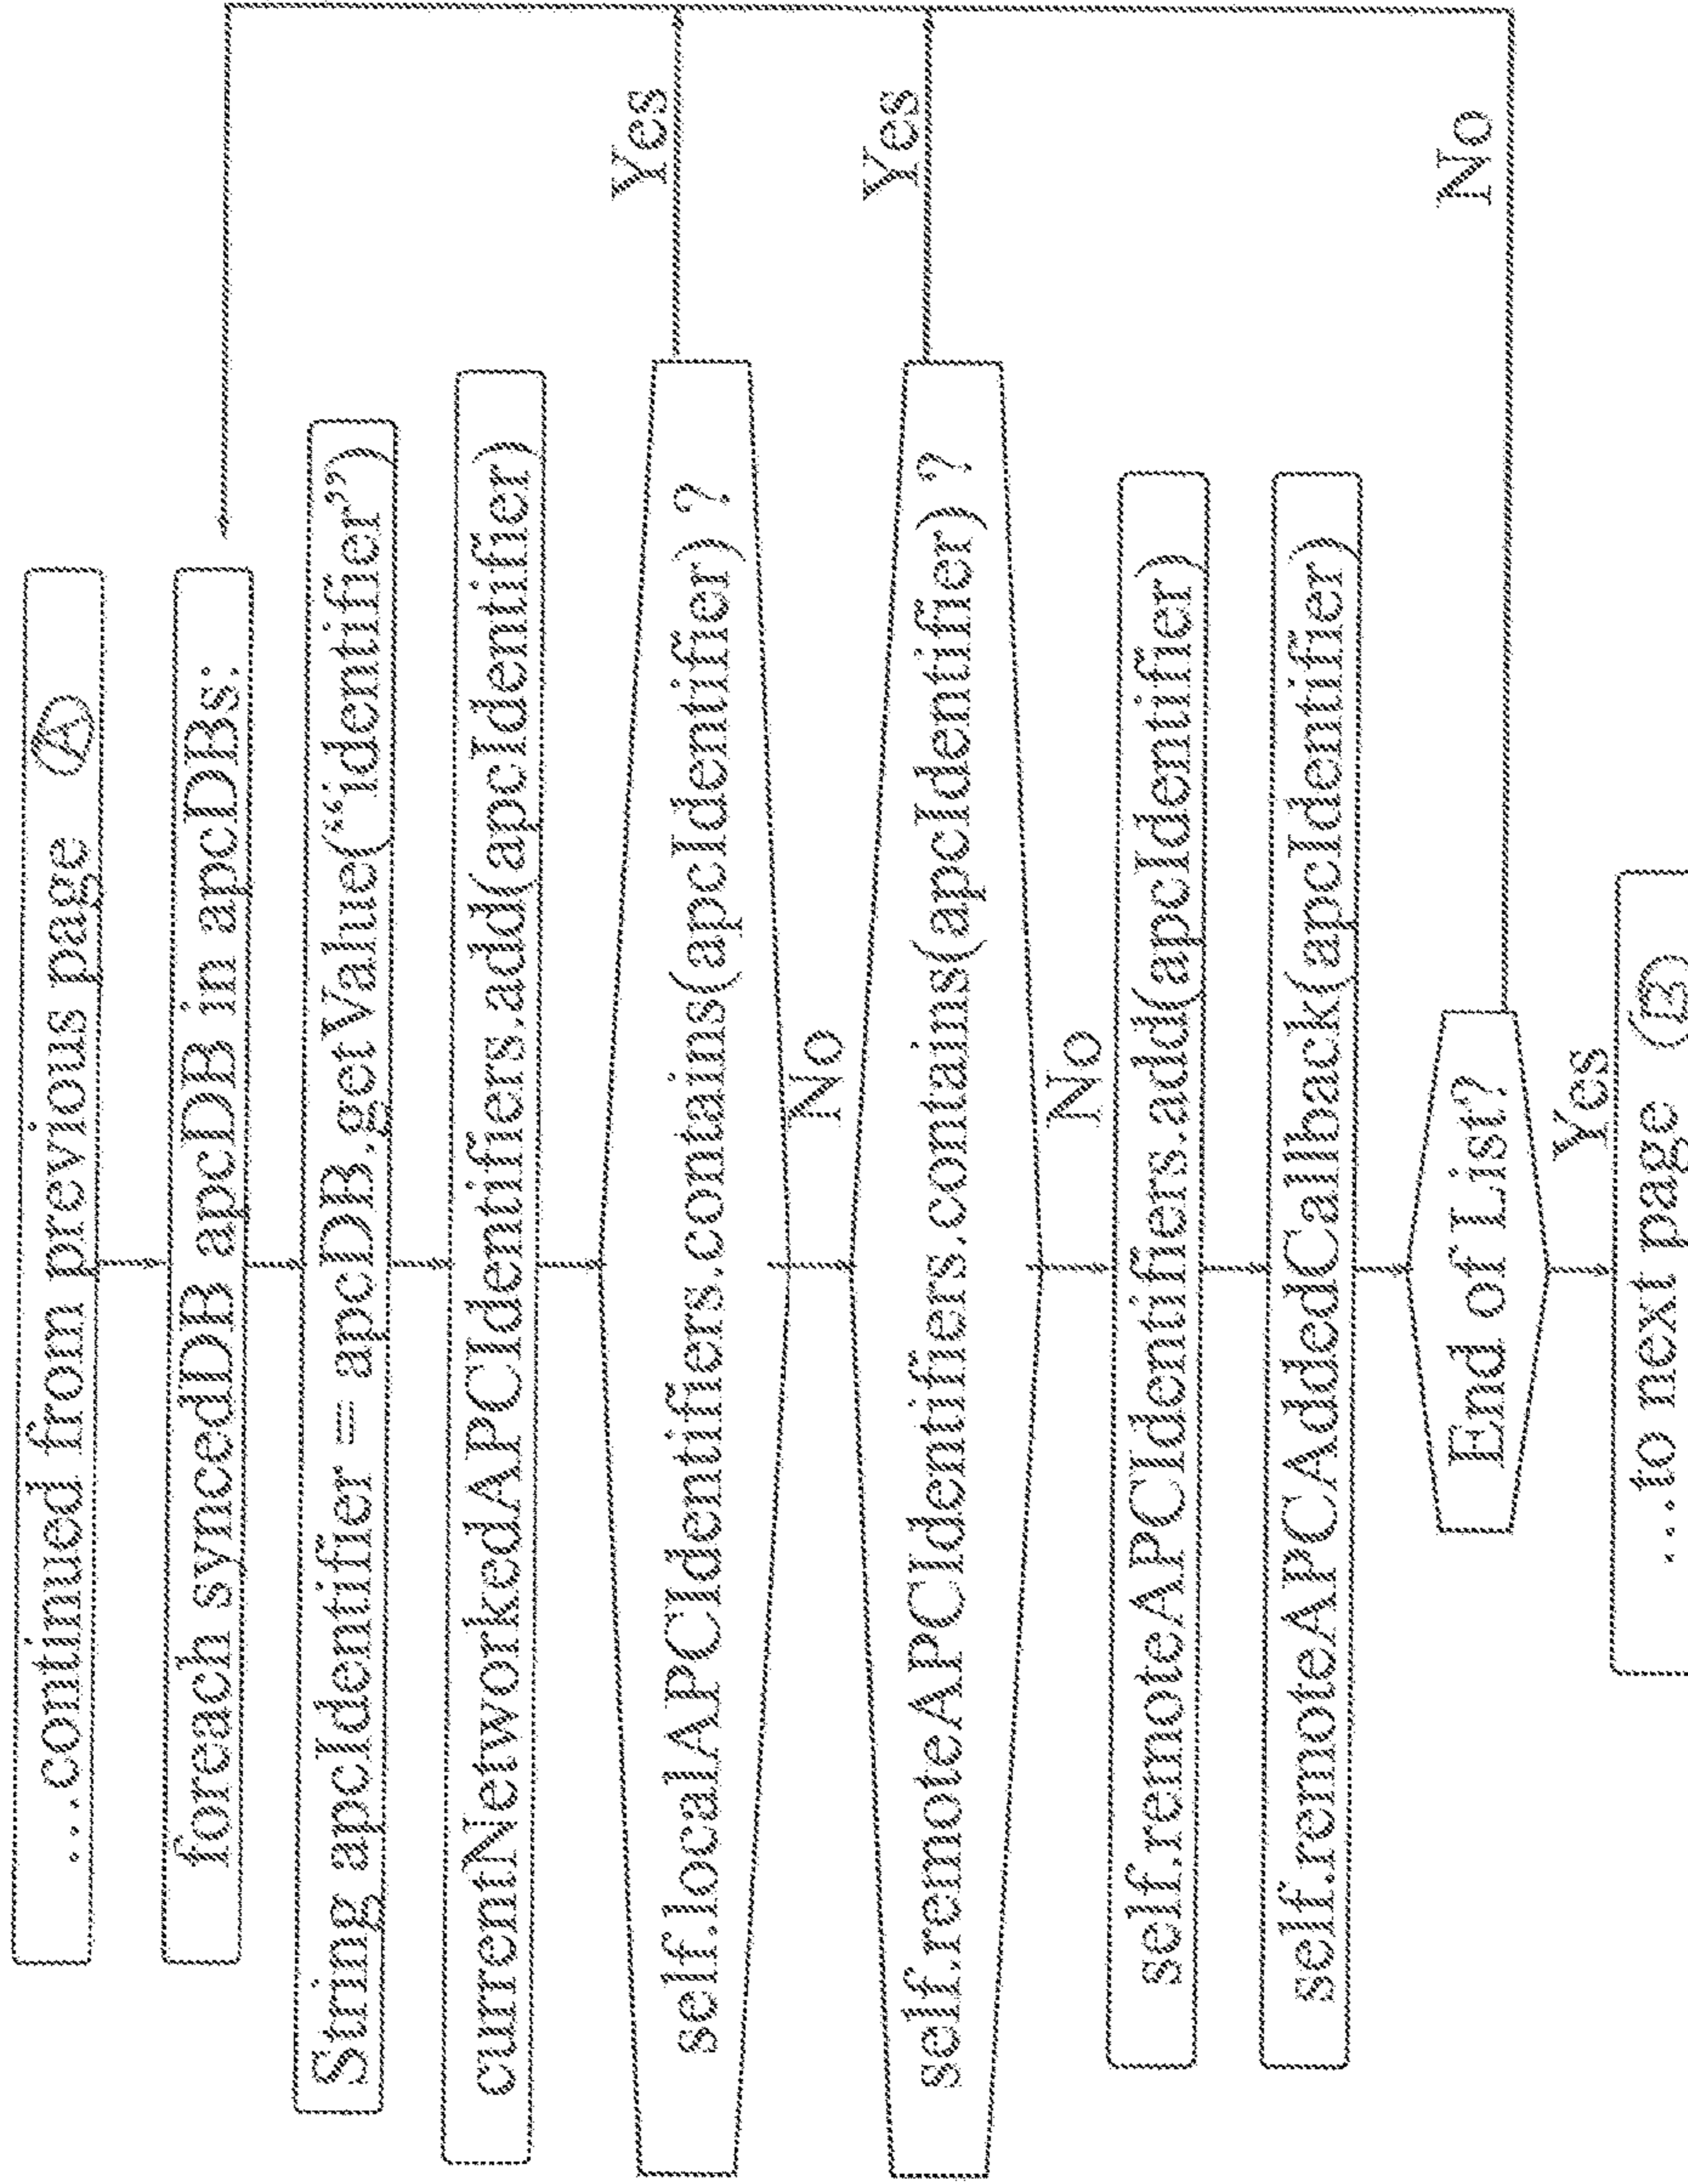 ...continued from previous page Ⓐ
foreach syncedDB apcDB in apcDBs:
String apcIdentifier = apcDB.getValue(“identifier”)
currentNetworkedAPCIdentifiers.add(apcIdentifier)
self.localAPCIdentifiers.contains(apcIdentifier) ?
Yes
No
self.remoteAPCIdentifiers.contains(apcIdentifier) ?
Yes
No
self.remoteAPCIdentifiers.add(apcIdentifier)
self.remoteAPCAddedCallback(apcIdentifier)
End of List?
No
Yes
...to next page Ⓑ